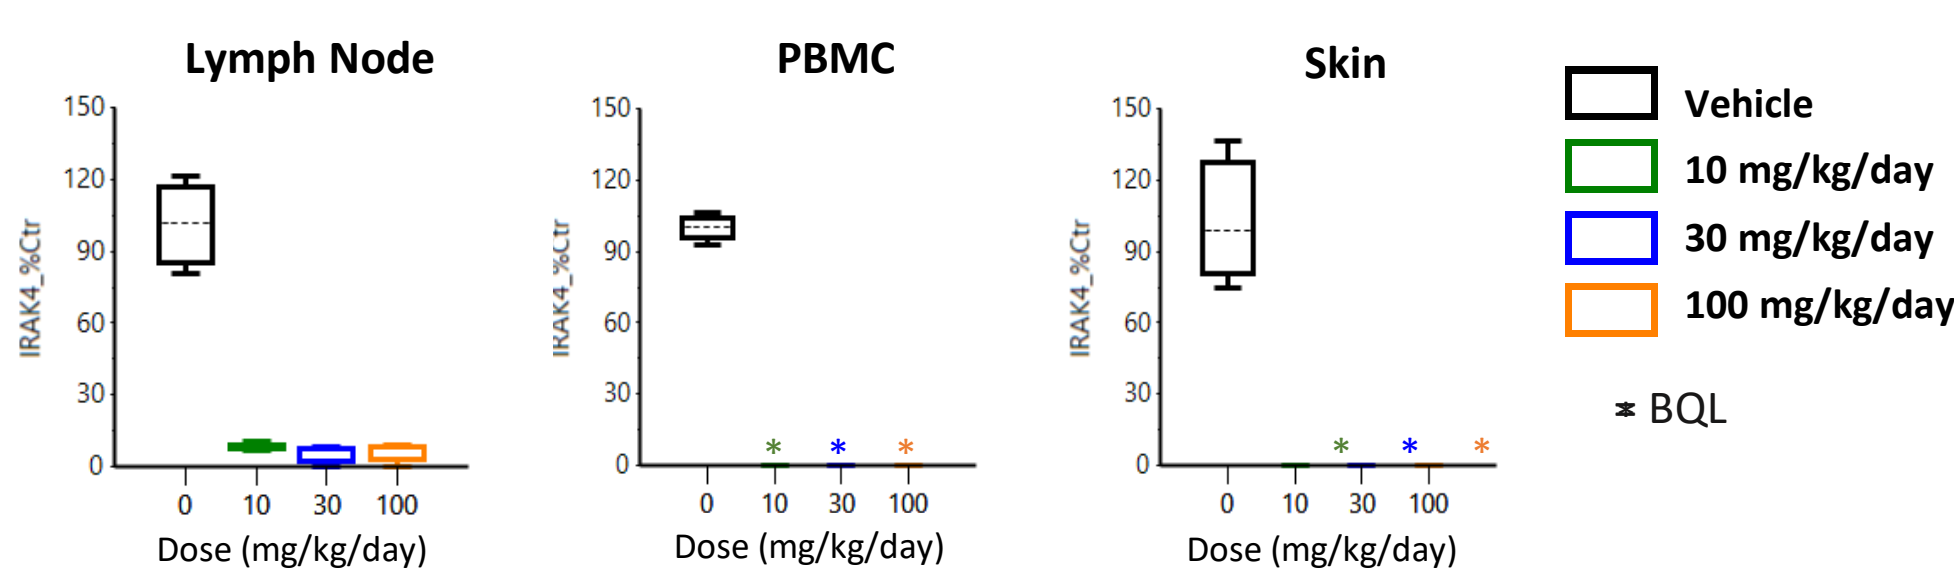 Lymph Node
150
120
90
60
30
0
IRAK4_%Ctr
0 10 30 100
Dose (mg/kg/day)
PBMC
150
120
90
60
30
0
IRAK4_%Ctr
* * *
0 10 30 100
Dose (mg/kg/day)
Skin
150
120
90
60
30
0
IRAK4_%Ctr
* * *
0 10 30 100
Dose (mg/kg/day)
Vehicle
10 mg/kg/day
30 mg/kg/day
100 mg/kg/day
* BQL